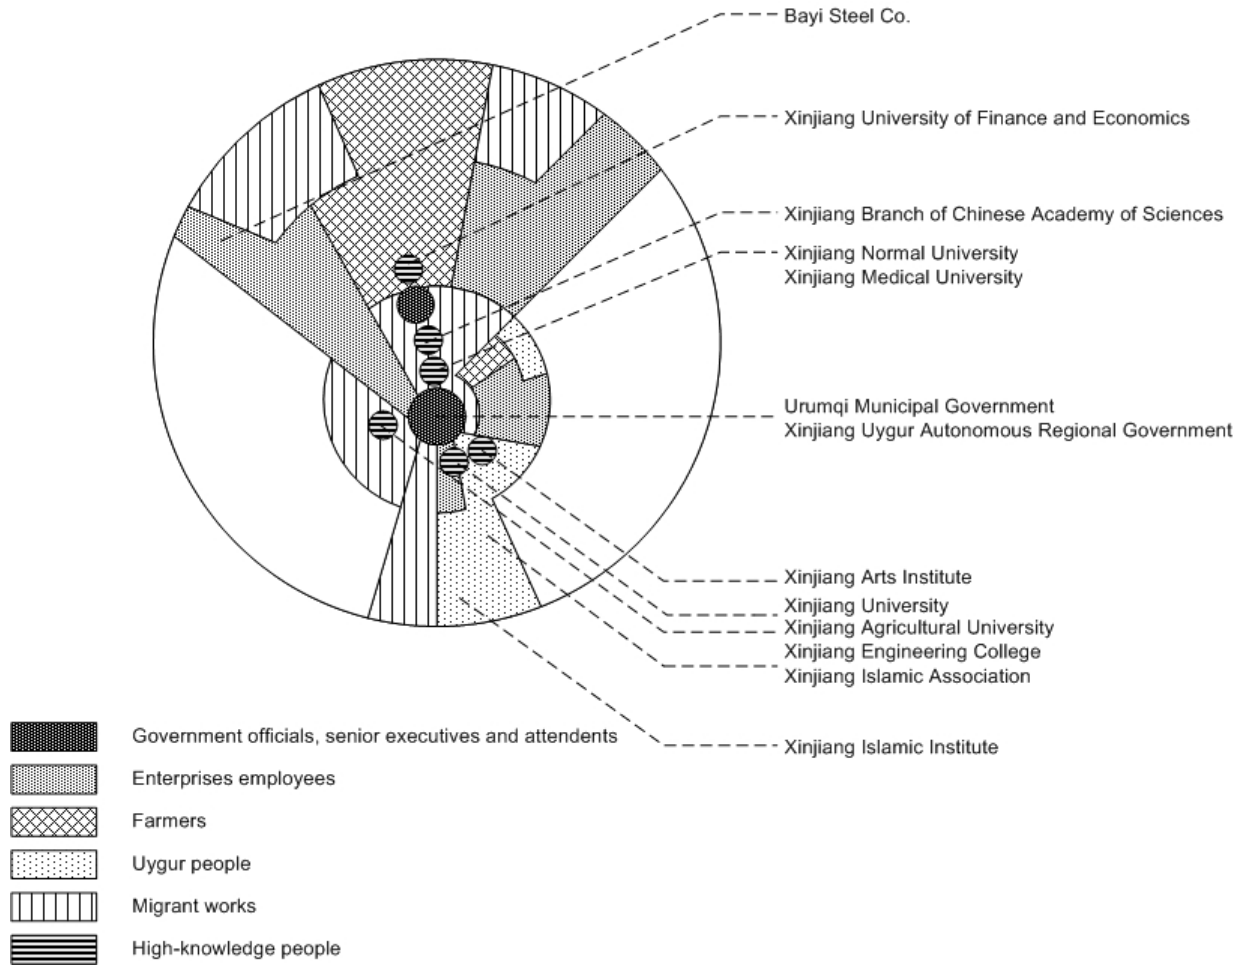 Bayi Steel Co.
Xinjiang University of Finance and Economics
Xinjiang Branch of Chinese Academy of Sciences
Xinjiang Normal University
Xinjiang Medical University
Urumqi Municipal Government
Xinjiang Uygur Autonomous Regional Government
Xinjiang Arts Institute
Xinjiang University
Xinjiang Agricultural University
Xinjiang Engineering College
Xinjiang Islamic Association
Xinjiang Islamic Institute
Government officials, senior executives and attendents
Enterprises employees
Farmers
Uygur people
Migrant works
High-knowledge people